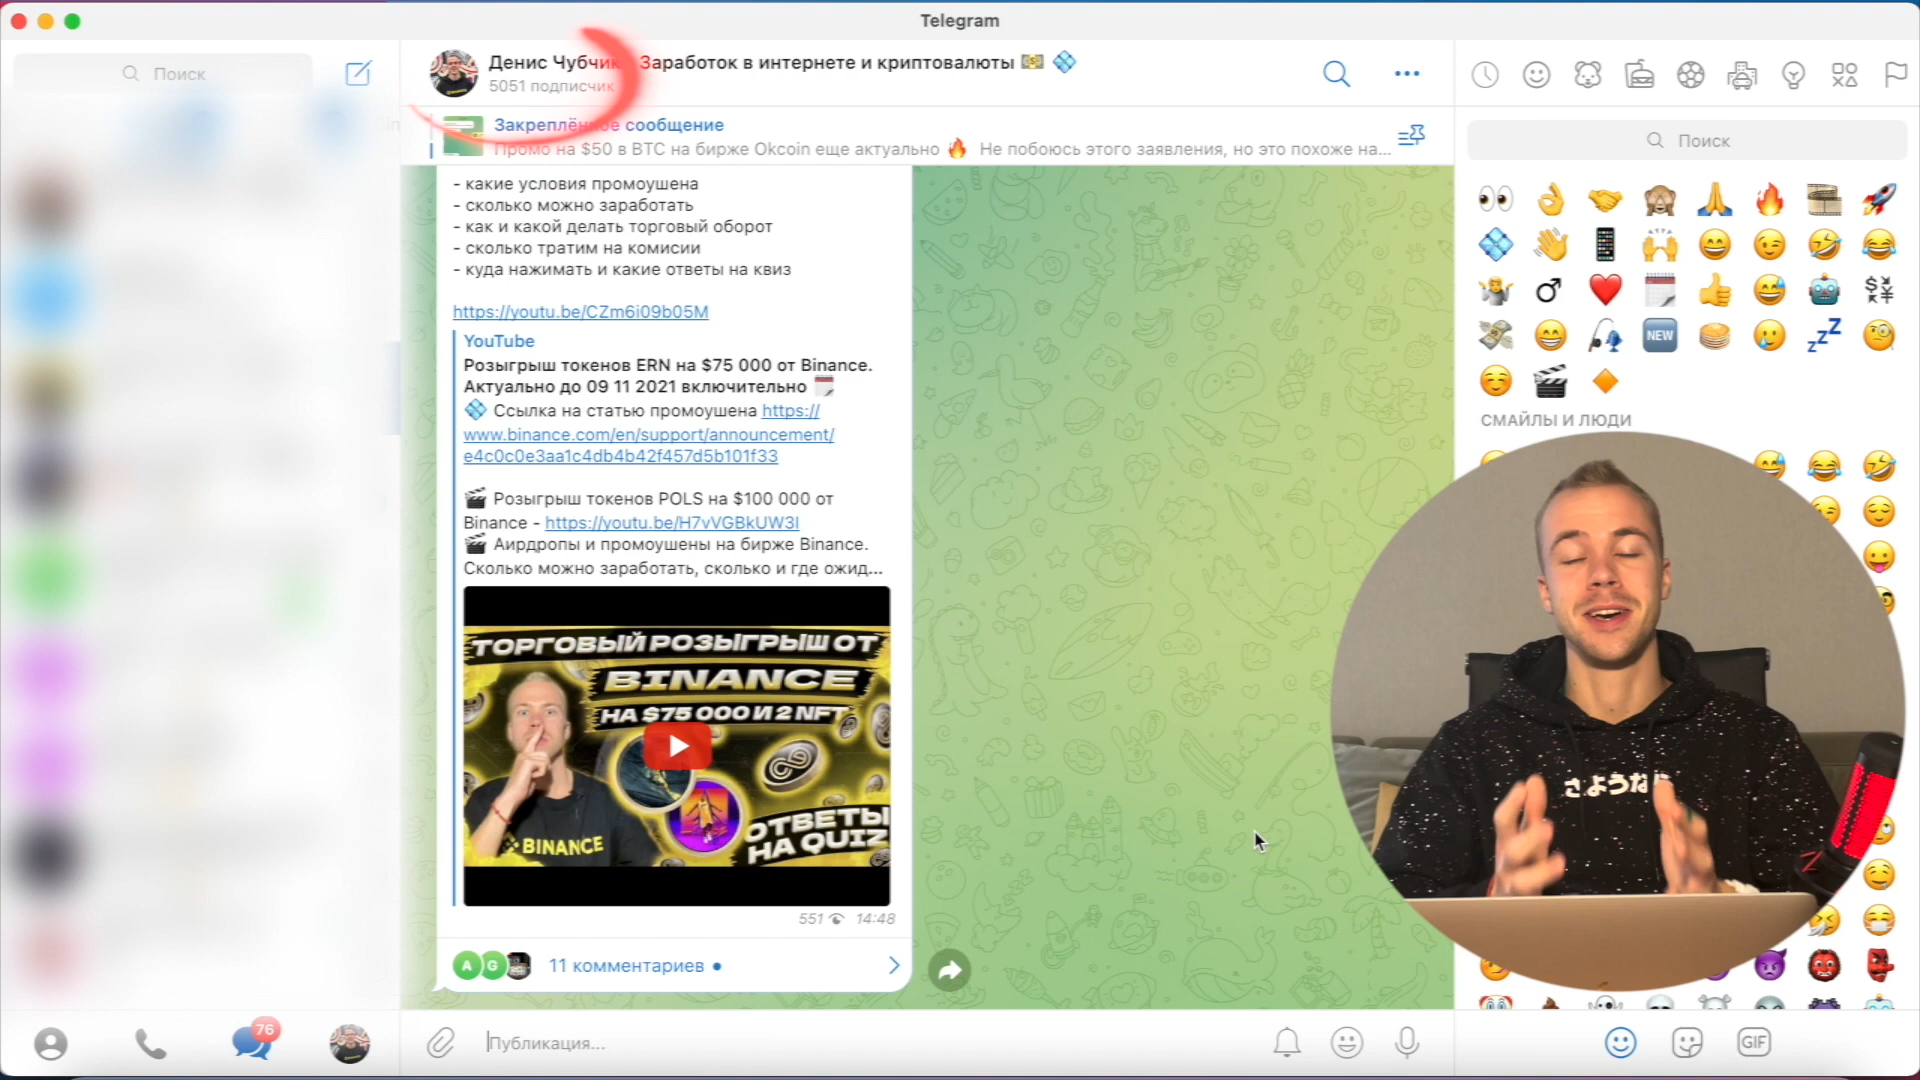 Telegram
Поиск
Денис Чубчик Заработок в интернете и криптовалюты
5051 подписчик
Закреплённое сообщение
Промо на $50 в BTC на бирже Okcoin еще актуально 🔥 Не побоюсь этого заявления, но это похоже на...
- какие условия промоушена
- сколько можно заработать
- как и какой делать торговый оборот
- сколько тратим на комисии
- куда нажимать и какие ответы на квиз
https://youtu.be/CZm6i09b05M
YouTube
Розыгрыш токенов ERN на $75 000 от Binance.
Актуально до 09 11 2021 включительно
Ссылка на статью промоушена https://
www.binance.com/en/support/announcement/
e4c0c0e3aa1c4db4b42f457d5b101f33
Розыгрыш токенов POLS на $100 000 от
Binance - https://youtu.be/H7vVGBkUW3I
Аирдропы и промоушены на бирже Binance.
Сколько можно заработать, сколько и где ожид...
ТОРГОВЫЙ РОЗЫГРЫШ ОТ
BINANCE
НА $75 000 И 2 NFT
BINANCE
ОТВЕТЫ
НА QUIZ
551 14:48
A G 11 комментариев
76
Публикация...
Поиск
NEW
СМАЙЛЫ И ЛЮДИ
さような
GIF